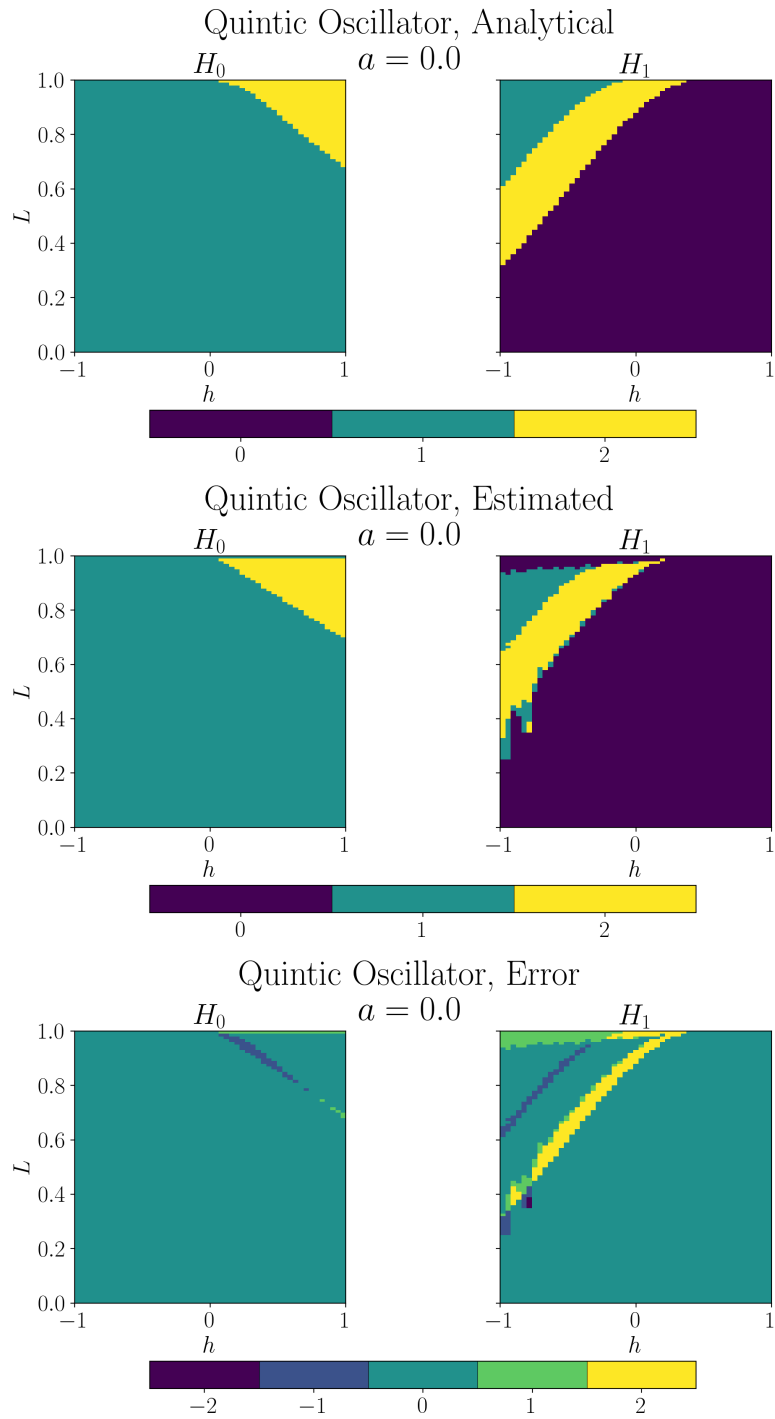 Quintic Oscillator, Analytical
a = 0.0
H₀ H₁
1.0 0.8 0.6 0.4 0.2 0.0
L
−1 0 1 −1 0 1
h h
0 1 2
Quintic Oscillator, Estimated
a = 0.0
H₀ H₁
1.0 0.8 0.6 0.4 0.2 0.0
L
−1 0 1 −1 0 1
h h
0 1 2
Quintic Oscillator, Error
a = 0.0
H₀ H₁
1.0 0.8 0.6 0.4 0.2 0.0
L
−1 0 1 −1 0 1
h h
−2 −1 0 1 2